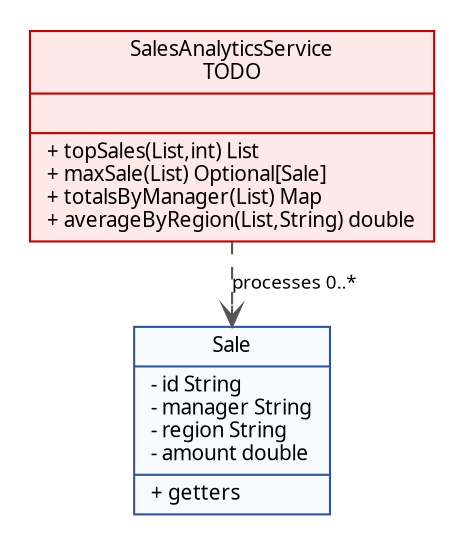 SalesAnalyticsService
TODO
+ topSales(List,int) List
+ maxSale(List) Optional[Sale]
+ totalsByManager(List) Map
+ averageByRegion(List,String) double
processes 0..*
Sale
- id String
- manager String
- region String
- amount double
+ getters